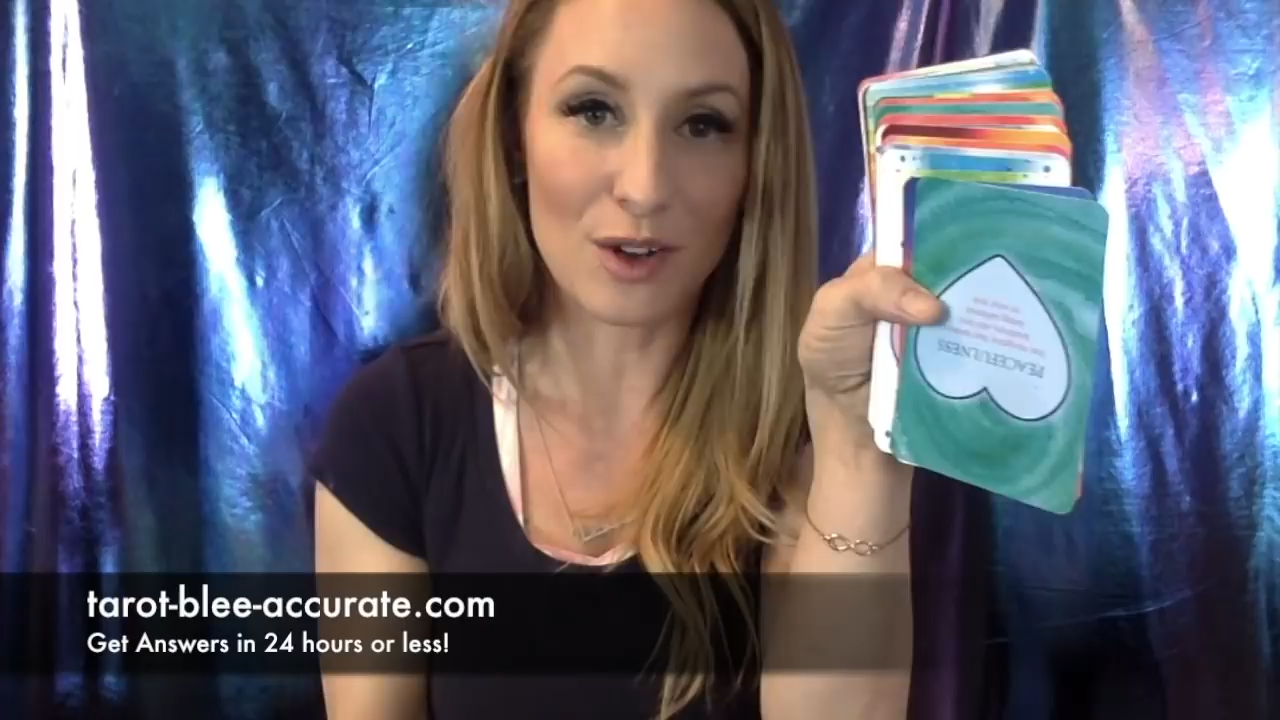 tarot-blee-accurate.com
Get Answers in 24 hours or less!
PEACEFULNESS